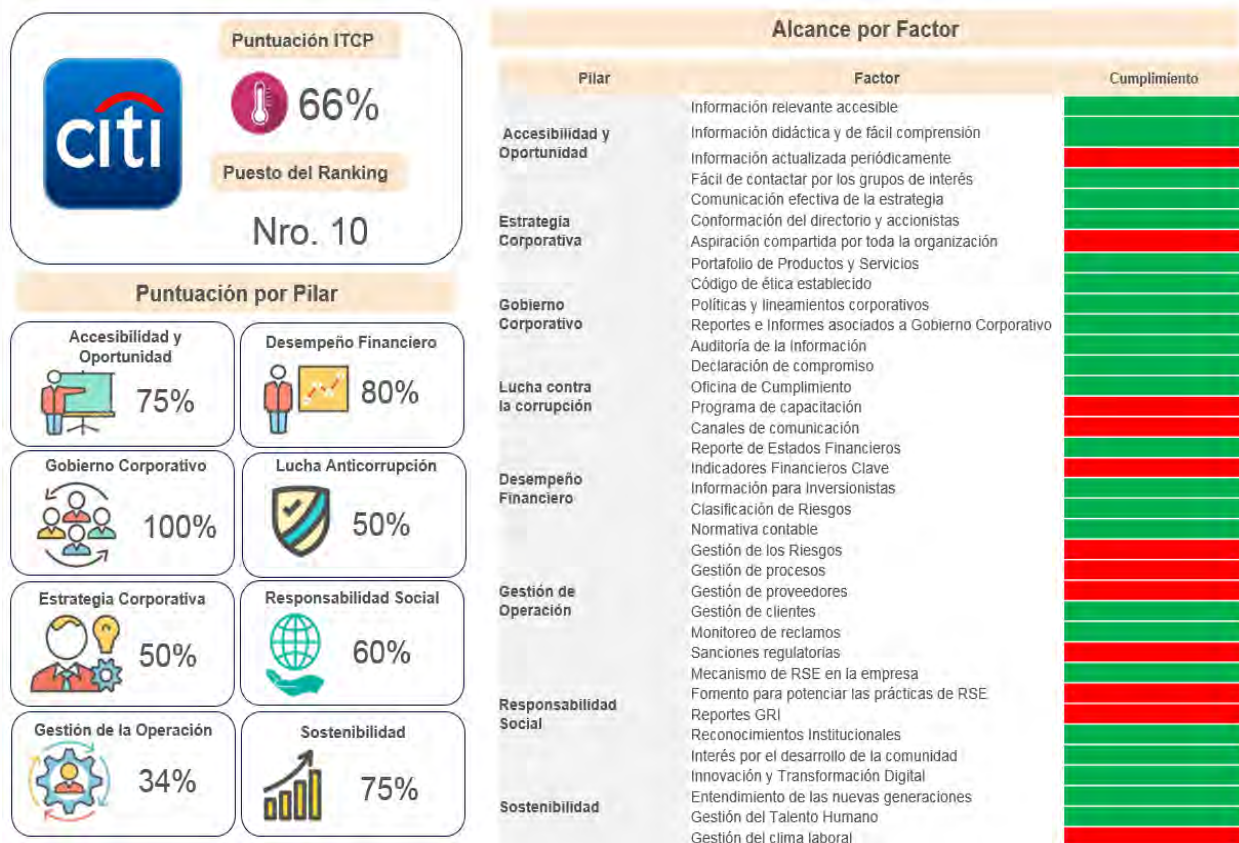 Puntuación ITCP
citi
66%
Puesto del Ranking
Nro. 10
Puntuación por Pilar
Accesibilidad y
Oportunidad
75%
Desempeño Financiero
80%
Gobierno Corporativo
100%
Lucha Anticorrupción
50%
Estrategia Corporativa
50%
Responsabilidad Social
60%
Gestión de la Operación
34%
Sostenibilidad
75%
Alcance por Factor
Pilar Factor Cumplimiento
Accesibilidad y
Oportunidad
Información relevante accesible
Información didáctica y de fácil comprensión
Información actualizada periódicamente
Fácil de contactar por los grupos de interés
Estrategia
Corporativa
Comunicación efectiva de la estrategia
Conformación del directorio y accionistas
Aspiración compartida por toda la organización
Portafolio de Productos y Servicios
Gobierno
Corporativo
Código de ética establecido
Políticas y lineamientos corporativos
Reportes e Informes asociados a Gobierno Corporativo
Auditoría de la Información
Lucha contra
la corrupción
Declaración de compromiso
Oficina de Cumplimiento
Programa de capacitación
Canales de comunicación
Desempeño
Financiero
Reporte de Estados Financieros
Indicadores Financieros Clave
Información para Inversionistas
Clasificación de Riesgos
Normativa contable
Gestión de
Operación
Gestión de los Riesgos
Gestión de procesos
Gestión de proveedores
Gestión de clientes
Monitoreo de reclamos
Sanciones regulatorias
Responsabilidad
Social
Mecanismo de RSE en la empresa
Fomento para potenciar las prácticas de RSE
Reportes GRI
Reconocimientos Institucionales
Interés por el desarrollo de la comunidad
Sostenibilidad
Innovación y Transformación Digital
Entendimiento de las nuevas generaciones
Gestión del Talento Humano
Gestión del clima laboral